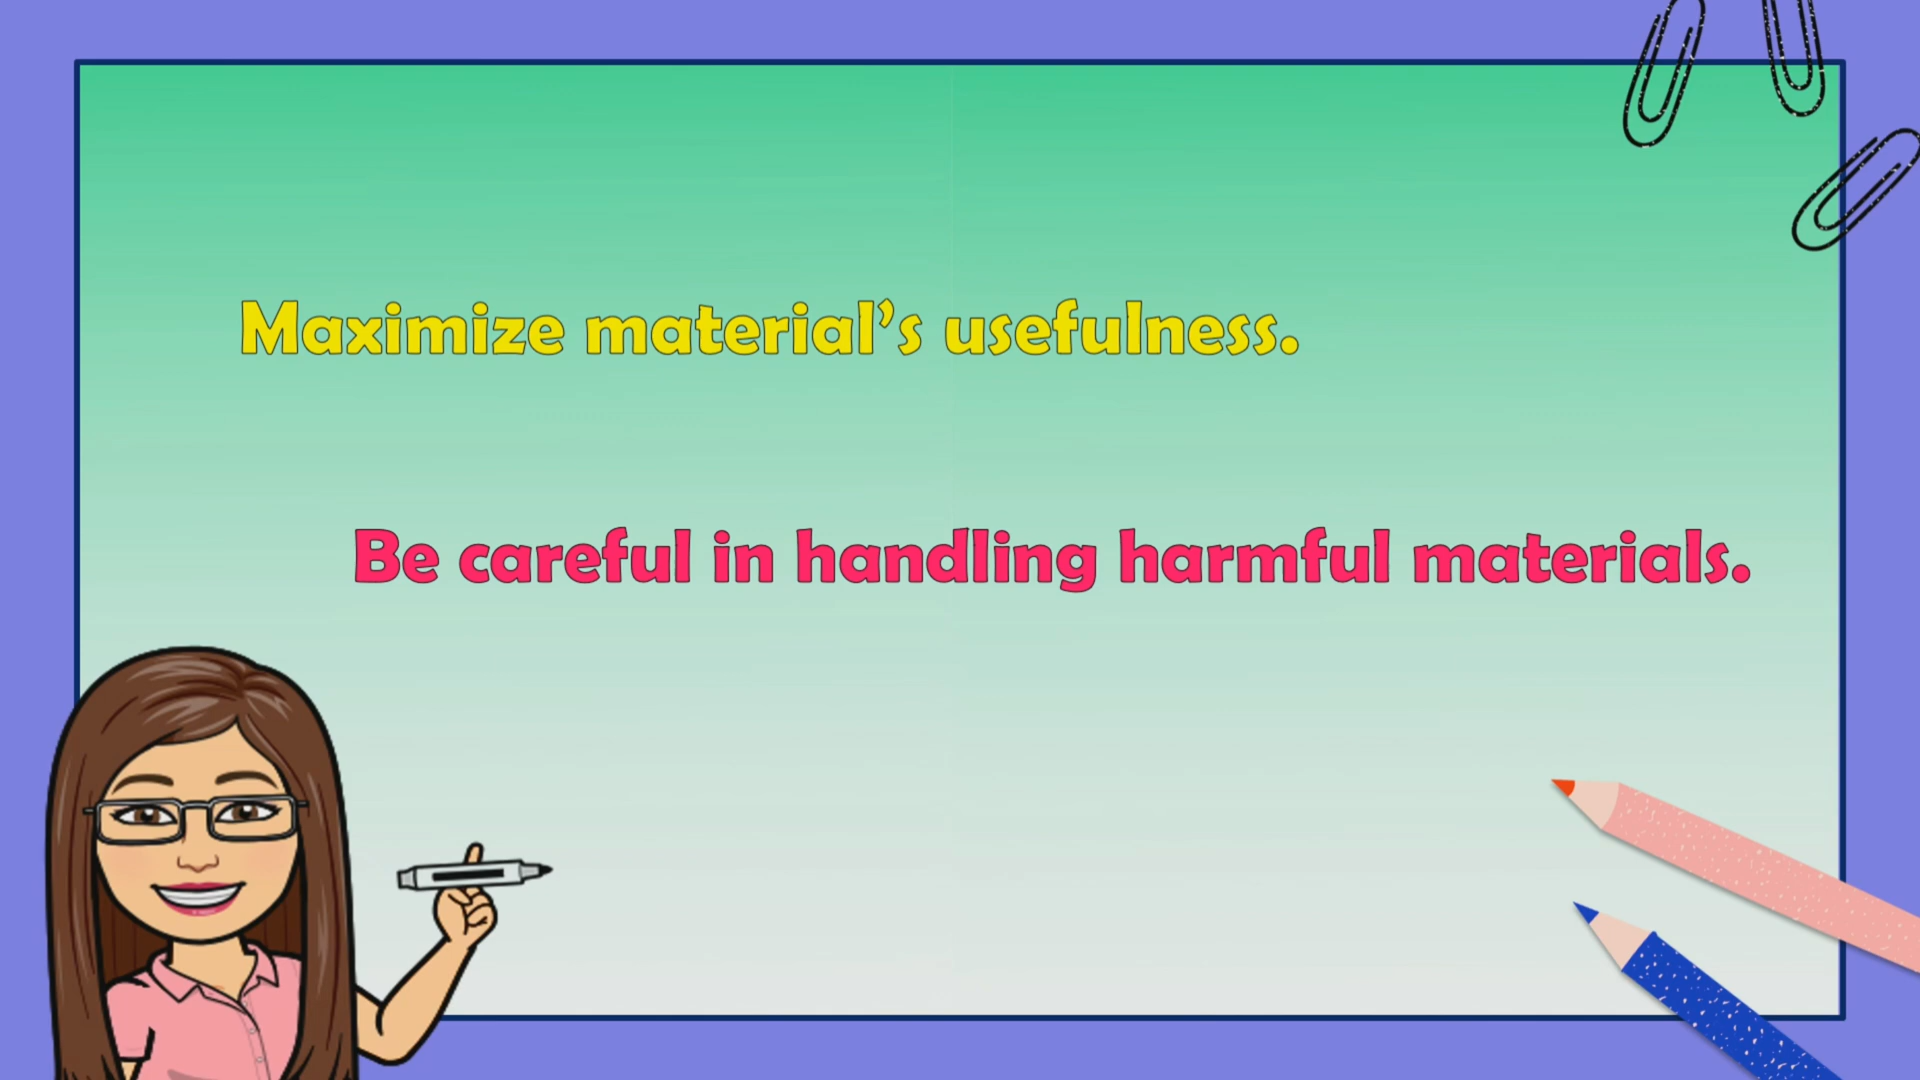 Maximize material’s usefulness.
Be careful in handling harmful materials.